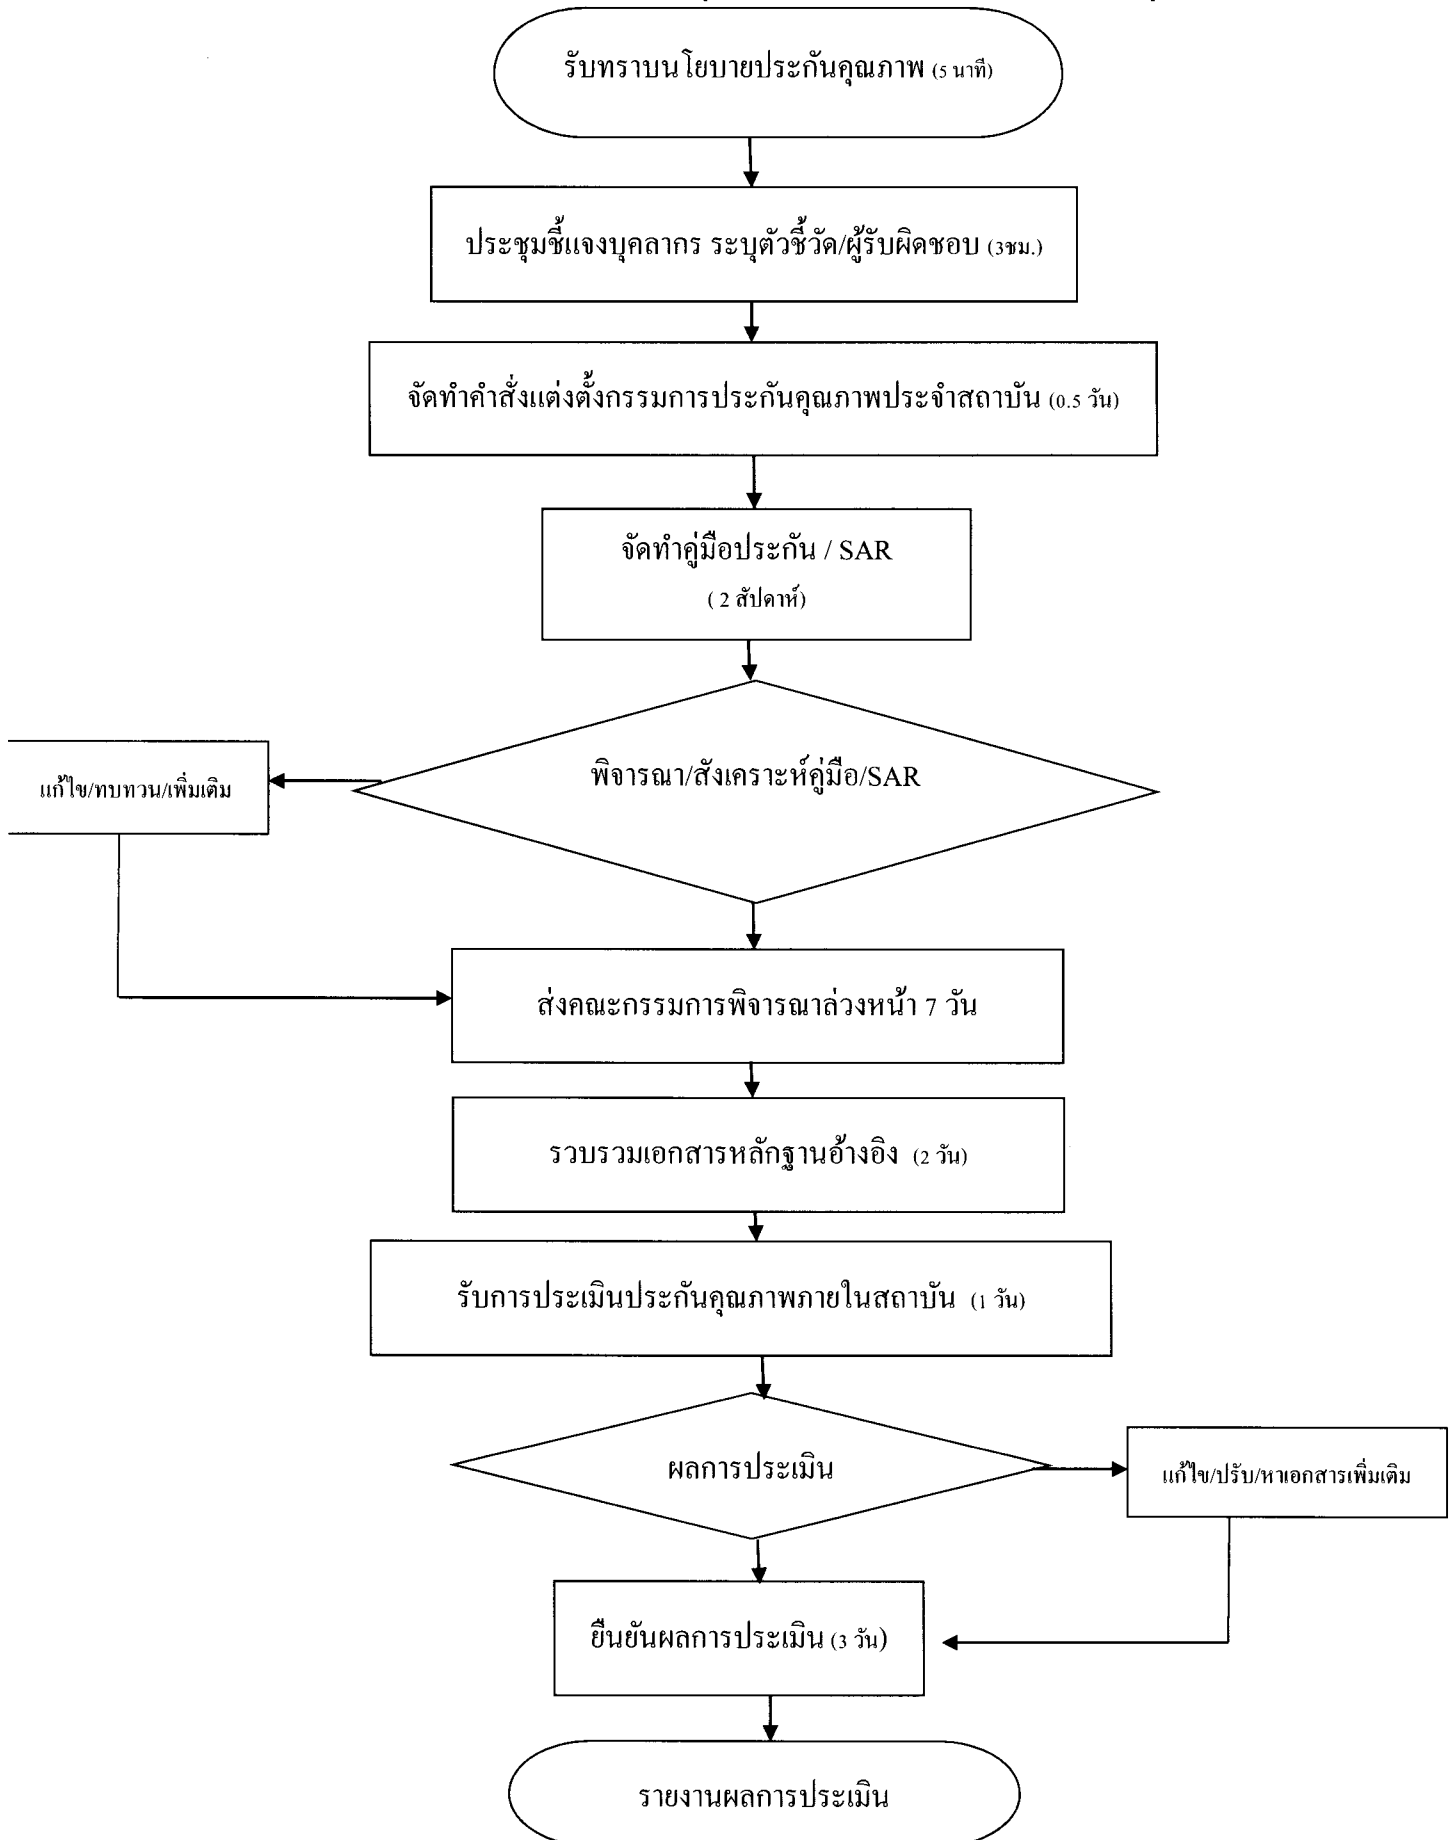 รับทราบนโยบายประกันคุณภาพ (5 นาที)
ประชุมชี้แจงบุคลากร ระบุตัวชี้วัด/ผู้รับผิดชอบ (3ชม.)
จัดทำคำสั่งแต่งตั้งกรรมการประกันคุณภาพประจำสถาบัน (0.5 วัน)
จัดทำคู่มือประกัน / SAR
( 2 สัปดาห์)
พิจารณา/สังเคราะห์คู่มือ/SAR
แก้ไข/ทบทวน/เพิ่มเติม
ส่งคณะกรรมการพิจารณาล่วงหน้า 7 วัน
รวบรวมเอกสารหลักฐานอ้างอิง (2 วัน)
รับการประเมินประกันคุณภาพภายในสถาบัน (1 วัน)
ผลการประเมิน
แก้ไข/ปรับ/หาเอกสารเพิ่มเติม
ยืนยันผลการประเมิน (3 วัน)
รายงานผลการประเมิน